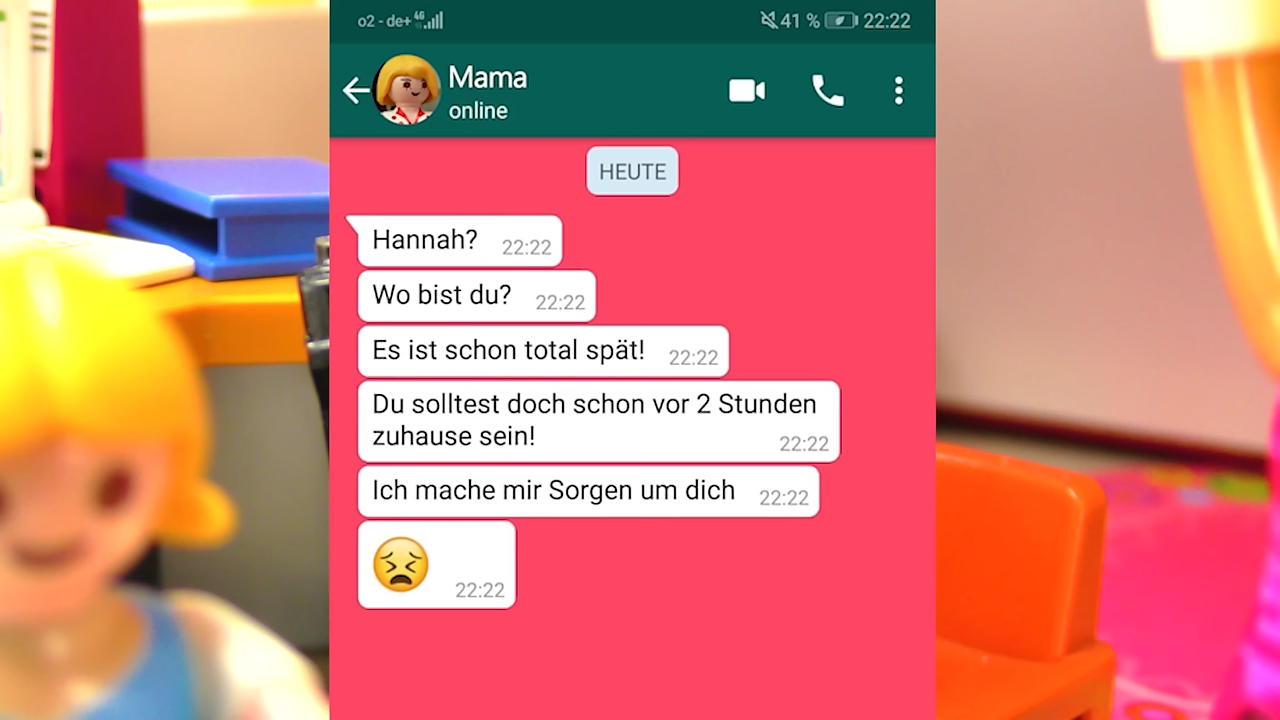 o2 - de+ 4G 41 % 22:22
Mama
online
HEUTE
Hannah? 22:22
Wo bist du? 22:22
Es ist schon total spät! 22:22
Du solltest doch schon vor 2 Stunden
zuhause sein! 22:22
Ich mache mir Sorgen um dich 22:22
22:22